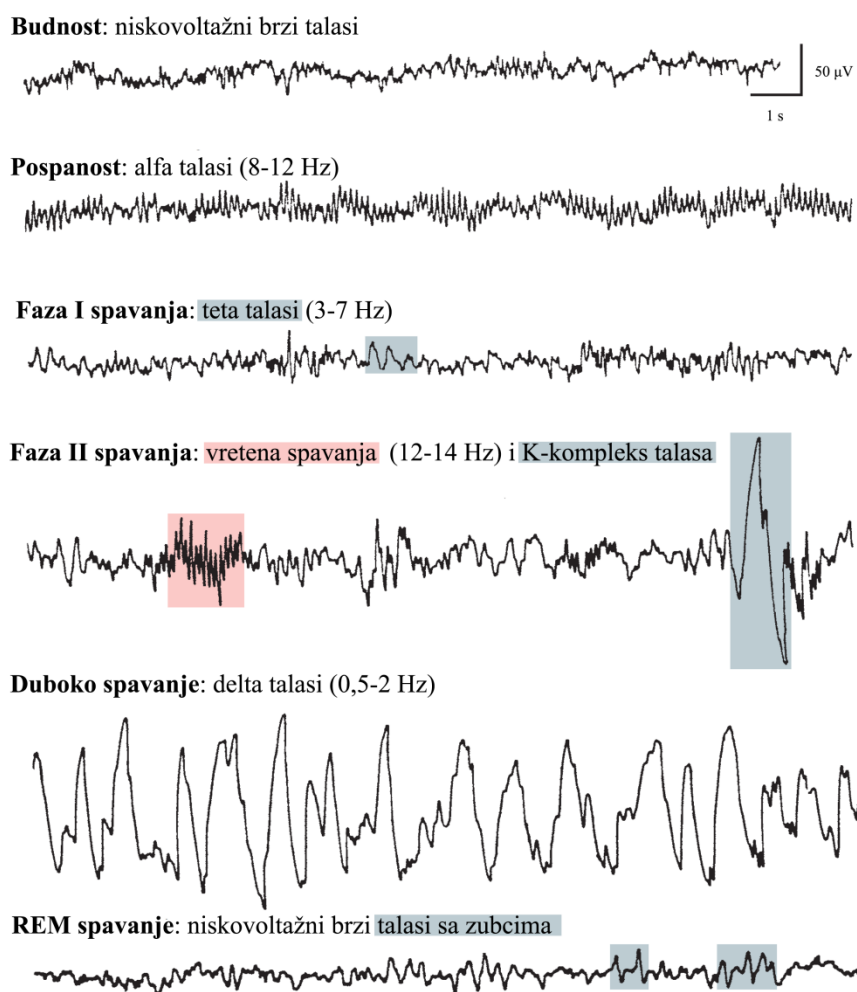 Budnost: niskovoltažni brzi talasi
50 µV
1 s
Pospanost: alfa talasi (8-12 Hz)
Faza I spavanja: teta talasi (3-7 Hz)
Faza II spavanja: vretena spavanja (12-14 Hz) i K-kompleks talasa
Duboko spavanje: delta talasi (0,5-2 Hz)
REM spavanje: niskovoltažni brzi talasi sa zubcima